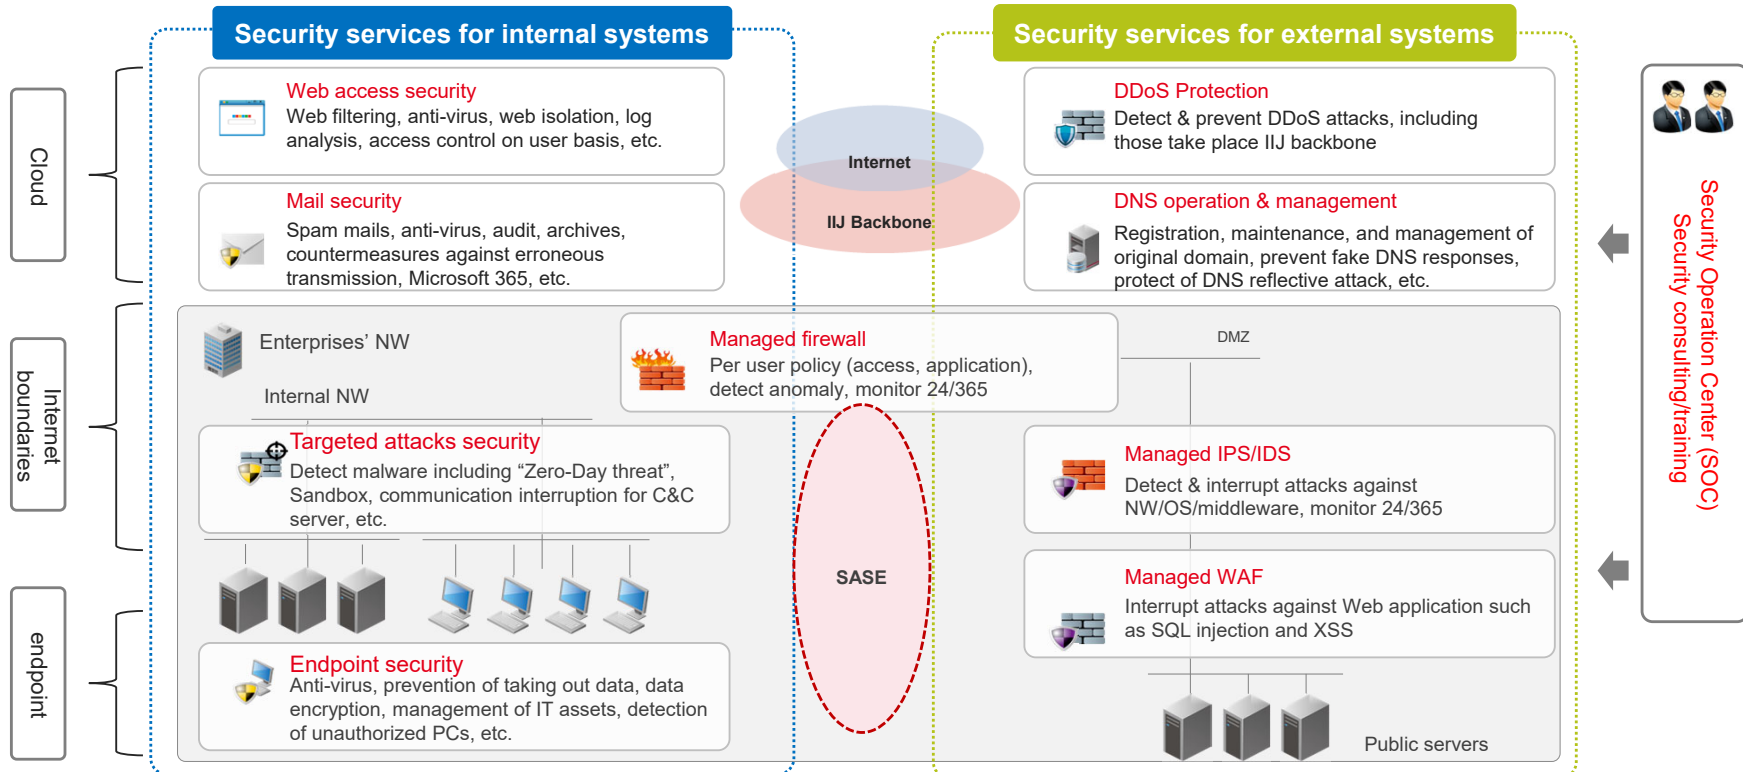 Security services for internal systems
Security services for external systems
Cloud
Web access security
Web filtering, anti-virus, web isolation, log
analysis, access control on user basis, etc.
Mail security
Spam mails, anti-virus, audit, archives,
countermeasures against erroneous
transmission, Microsoft 365, etc.
Internet
IIJ Backbone
DDoS Protection
Detect & prevent DDoS attacks, including
those take place IIJ backbone
DNS operation & management
Registration, maintenance, and management of
original domain, prevent fake DNS responses,
protect of DNS reflective attack, etc.
Security Operation Center (SOC)
Security consulting/training
Internet
boundaries
Enterprises’ NW
Internal NW
Managed firewall
Per user policy (access, application),
detect anomaly, monitor 24/365
DMZ
Targeted attacks security
Detect malware including “Zero-Day threat”,
Sandbox, communication interruption for C&C
server, etc.
SASE
Managed IPS/IDS
Detect & interrupt attacks against
NW/OS/middleware, monitor 24/365
Managed WAF
Interrupt attacks against Web application such
as SQL injection and XSS
endpoint
Endpoint security
Anti-virus, prevention of taking out data, data
encryption, management of IT assets, detection
of unauthorized PCs, etc.
Public servers